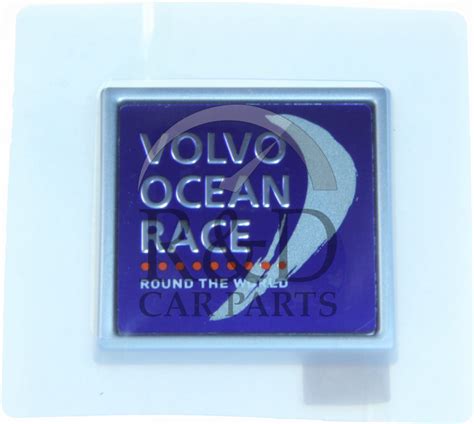 VOLVO
OCEAN
RACE
ROUND THE WORLD
R&D
CAR PARTS